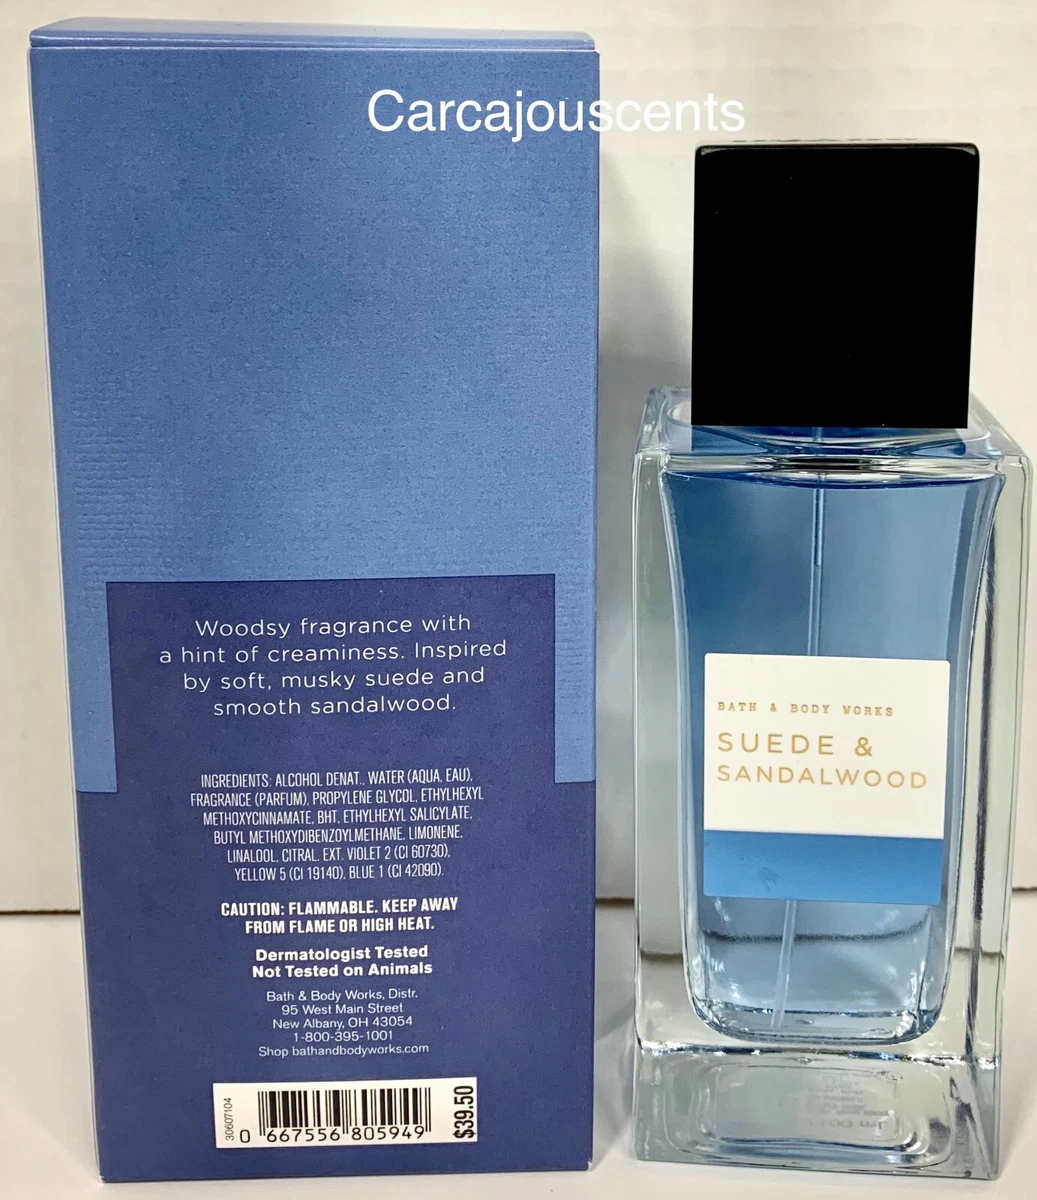 Carcajouscents
Woodsy fragrance with
a hint of creaminess. Inspired
by soft, musky suede and
smooth sandalwood.
INGREDIENTS: ALCOHOL DENAT., WATER (AQUA, EAU),
FRAGRANCE (PARFUM), PROPYLENE GLYCOL, ETHYLHEXYL
METHOXYCINNAMATE, BHT, ETHYLHEXYL SALICYLATE,
BUTYL METHOXYDIBENZOYLMETHANE, LIMONENE,
LINALOOL, CITRAL, EXT. VIOLET 2 (CI 60730),
YELLOW 5 (CI 19140), BLUE 1 (CI 42090).
CAUTION: FLAMMABLE. KEEP AWAY
FROM FLAME OR HIGH HEAT.
Dermatologist Tested
Not Tested on Animals
Bath & Body Works, Distr.
95 West Main Street
New Albany, OH 43054
1-800-395-1001
Shop bathandbodyworks.com
30607104
0 667556 805949
$39.50
BATH & BODY WORKS
SUEDE &
SANDALWOOD